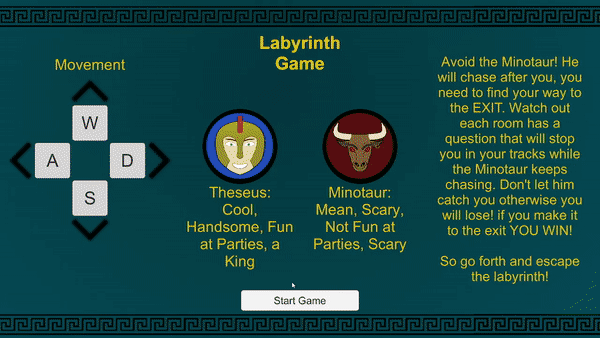 Labyrinth
Game
Movement
W
A
D
S
Theseus:
Cool,
Handsome, Fun
at Parties, a
King
Minotaur:
Mean, Scary,
Not Fun at
Parties, Scary
Avoid the Minotaur! He
will chase after you, you
need to find your way to
the EXIT. Watch out
each room has a
question that will stop
you in your tracks while
the Minotaur keeps
chasing. Don't let him
catch you otherwise you
will lose! if you make it
to the exit YOU WIN!
So go forth and escape
the labyrinth!
Start Game